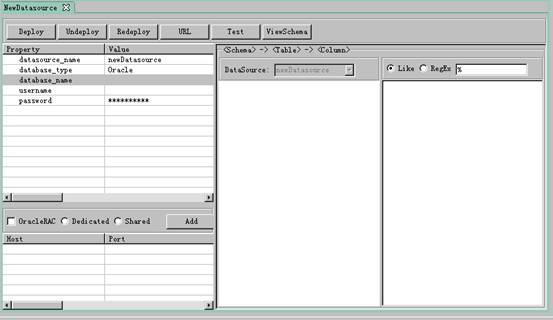 NewDatasource
Deploy Undeploy Redeploy URL Test ViewSchema
Property Value
datasource_name newDatasource
database_type Oracle
database_name
username
password **********
<Schema> -> <Table> -> <Column>
DataSource: newDatasource
Like RegEx %
OracleRAC Dedicated Shared Add
Host Port